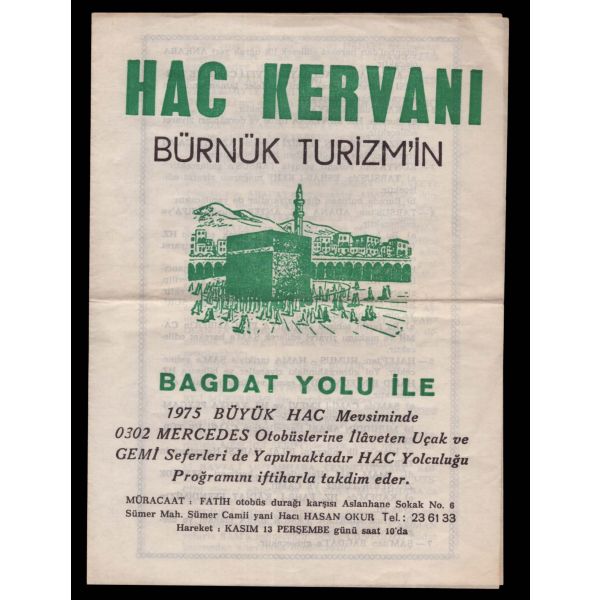 HAC KERVANI
BÜRNÜK TURİZM'İN
BAGDAT YOLU İLE
1975 BÜYÜK HAC Mevsiminde
0302 MERCEDES Otobüslerine İlâveten Uçak ve
GEMİ Seferleri de Yapılmaktadır HAC Yolculuğu
Proğramını iftiharla takdim eder.
MÜRACAAT : FATİH otobüs durağı karşısı Aslanhane Sokak No. 6
Sümer Mah. Sümer Camii yani Hacı HASAN OKUR Tel.: 23 61 33
Hareket : KASIM 13 PERŞEMBE günü saat 10'da